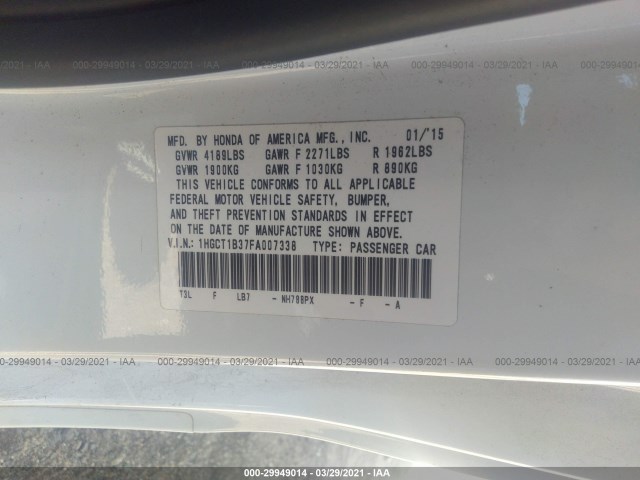 000-29949014 - 03/29/2021 - IAA
MFD. BY HONDA OF AMERICA MFG., INC. 01/'15
GVWR 4189LBS GAWR F 2271LBS R 1962LBS
GVWR 1900KG GAWR F 1030KG R 890KG
THIS VEHICLE CONFORMS TO ALL APPLICABLE
FEDERAL MOTOR VEHICLE SAFETY, BUMPER,
AND THEFT PREVENTION STANDARDS IN EFFECT
ON THE DATE OF MANUFACTURE SHOWN ABOVE.
V.I.N.: 1HGCT1B37FA007338 TYPE: PASSENGER CAR
T3L F LB7 - NH788PX - F - A
000-29949014 - 03/29/2021 - IAA
000-29949014 - 03/29/2021 - IAA